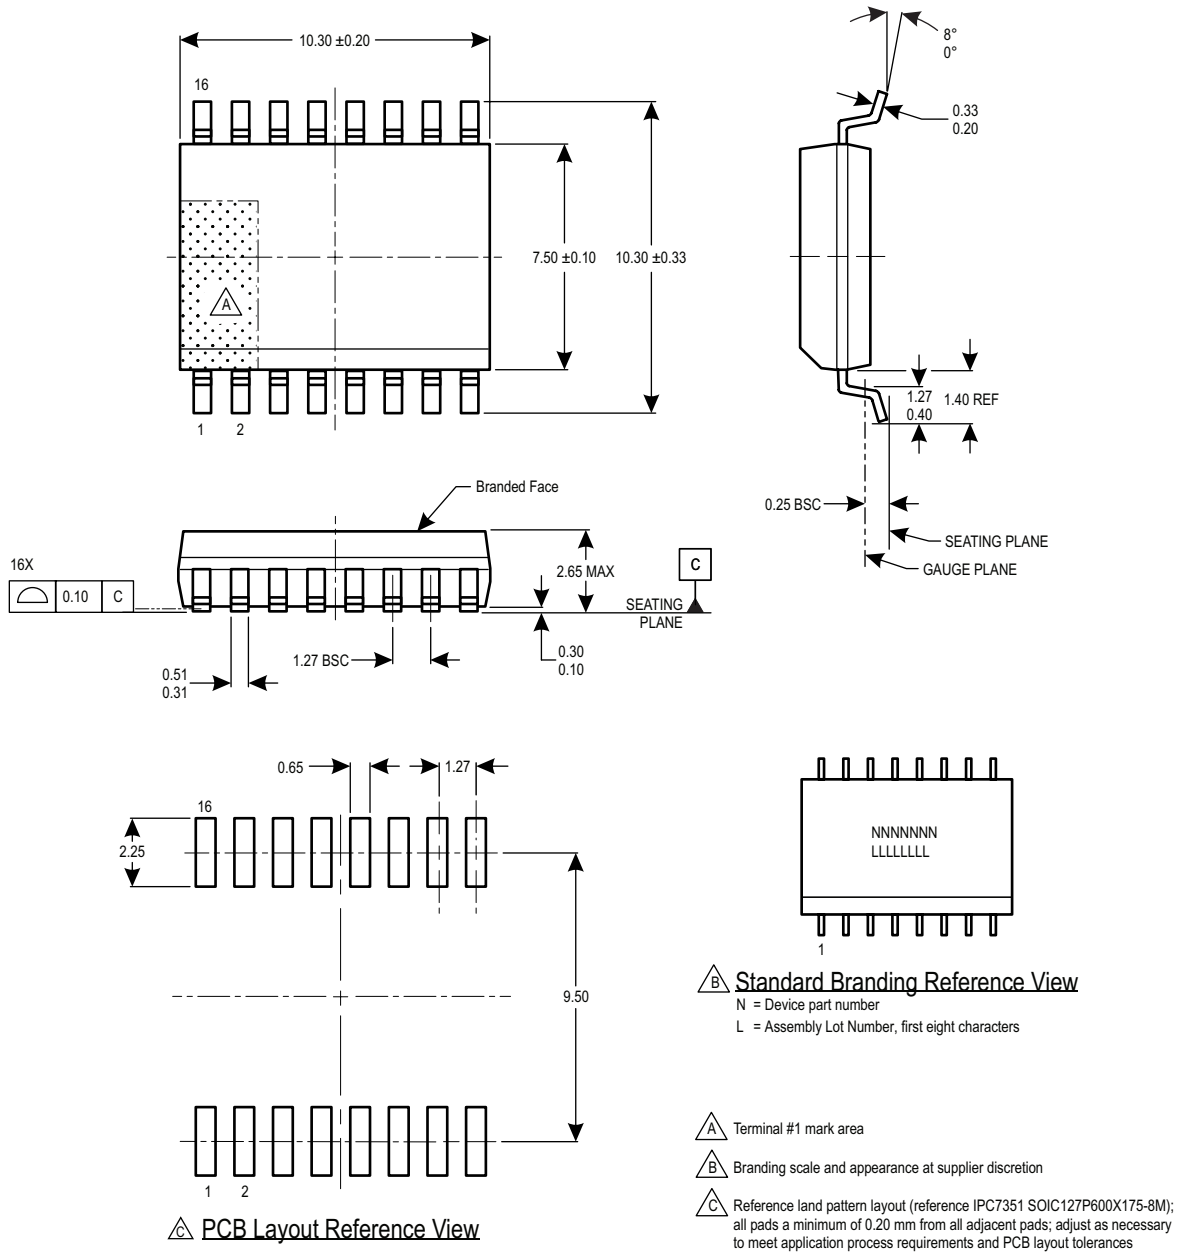 10.30 ±0.20
8°
0°
16
0.33
0.20
A
7.50 ±0.10
10.30 ±0.33
1 2
1.27
0.40
1.40 REF
0.25 BSC
SEATING PLANE
GAUGE PLANE
Branded Face
16X
0.10 C
2.65 MAX
C
SEATING
PLANE
0.30
0.10
1.27 BSC
0.51
0.31
0.65
1.27
16
2.25
9.50
1 2
C PCB Layout Reference View
NNNNNNN
LLLLLLLL
1
B Standard Branding Reference View
N = Device part number
L = Assembly Lot Number, first eight characters
A Terminal #1 mark area
B Branding scale and appearance at supplier discretion
C Reference land pattern layout (reference IPC7351 SOIC127P600X175-8M);
all pads a minimum of 0.20 mm from all adjacent pads; adjust as necessary
to meet application process requirements and PCB layout tolerances